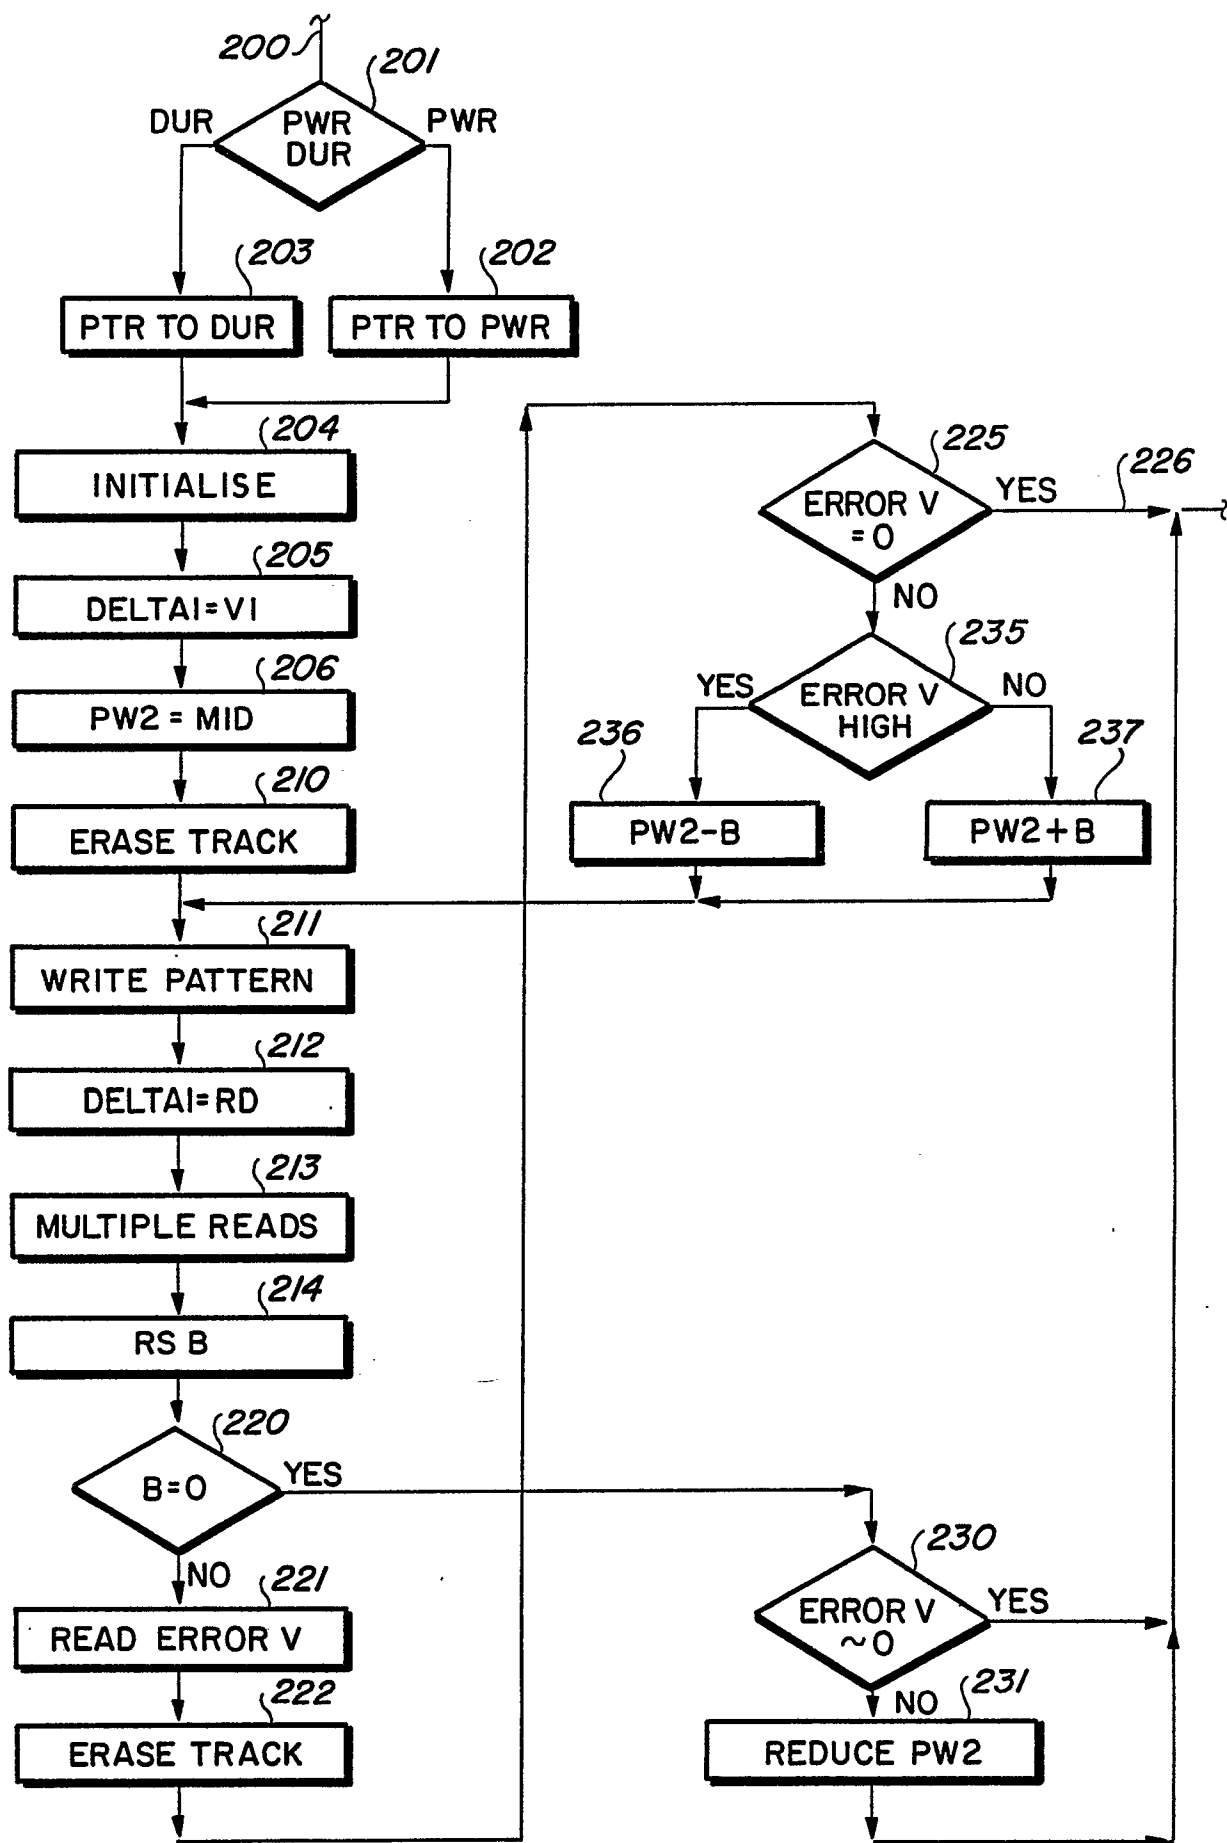 200
201
DUR
PWR
DUR
PWR
203
202
PTR TO DUR
PTR TO PWR
204
INITIALISE
205
DELTA1=V1
206
PW2 = MID
210
ERASE TRACK
211
WRITE PATTERN
212
DELTA1=RD
213
MULTIPLE READS
214
RS B
220
B=0
YES
NO
221
READ ERROR V
222
ERASE TRACK
225
ERROR V
=0
YES
226
NO
235
ERROR V
HIGH
YES
NO
236
237
PW2-B
PW2+B
230
ERROR V
~0
YES
NO
231
REDUCE PW2